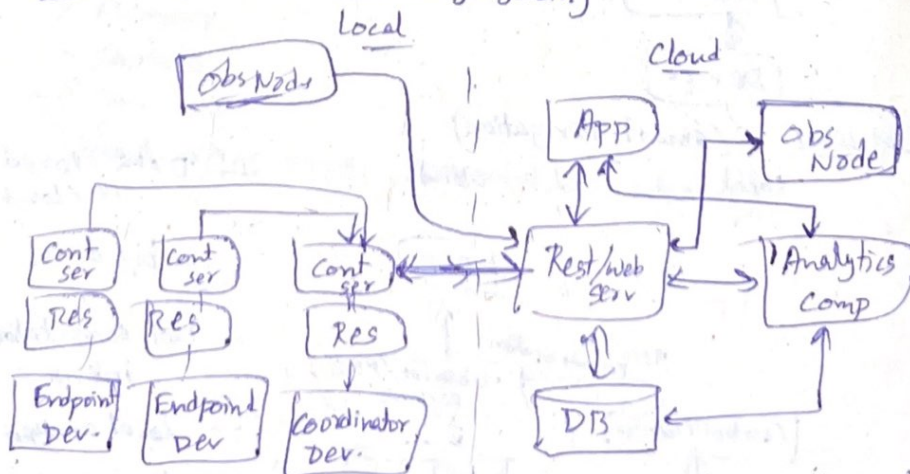 Local
Cloud
Obs Node
App.
Obs
Node
Cont
ser
Cont
ser
Cont
ser
Rest/web
serv
Analytics
Comp
Res
Res
Res
Endpoint
Dev.
Endpoint
Dev
Coordinator
Dev.
DB